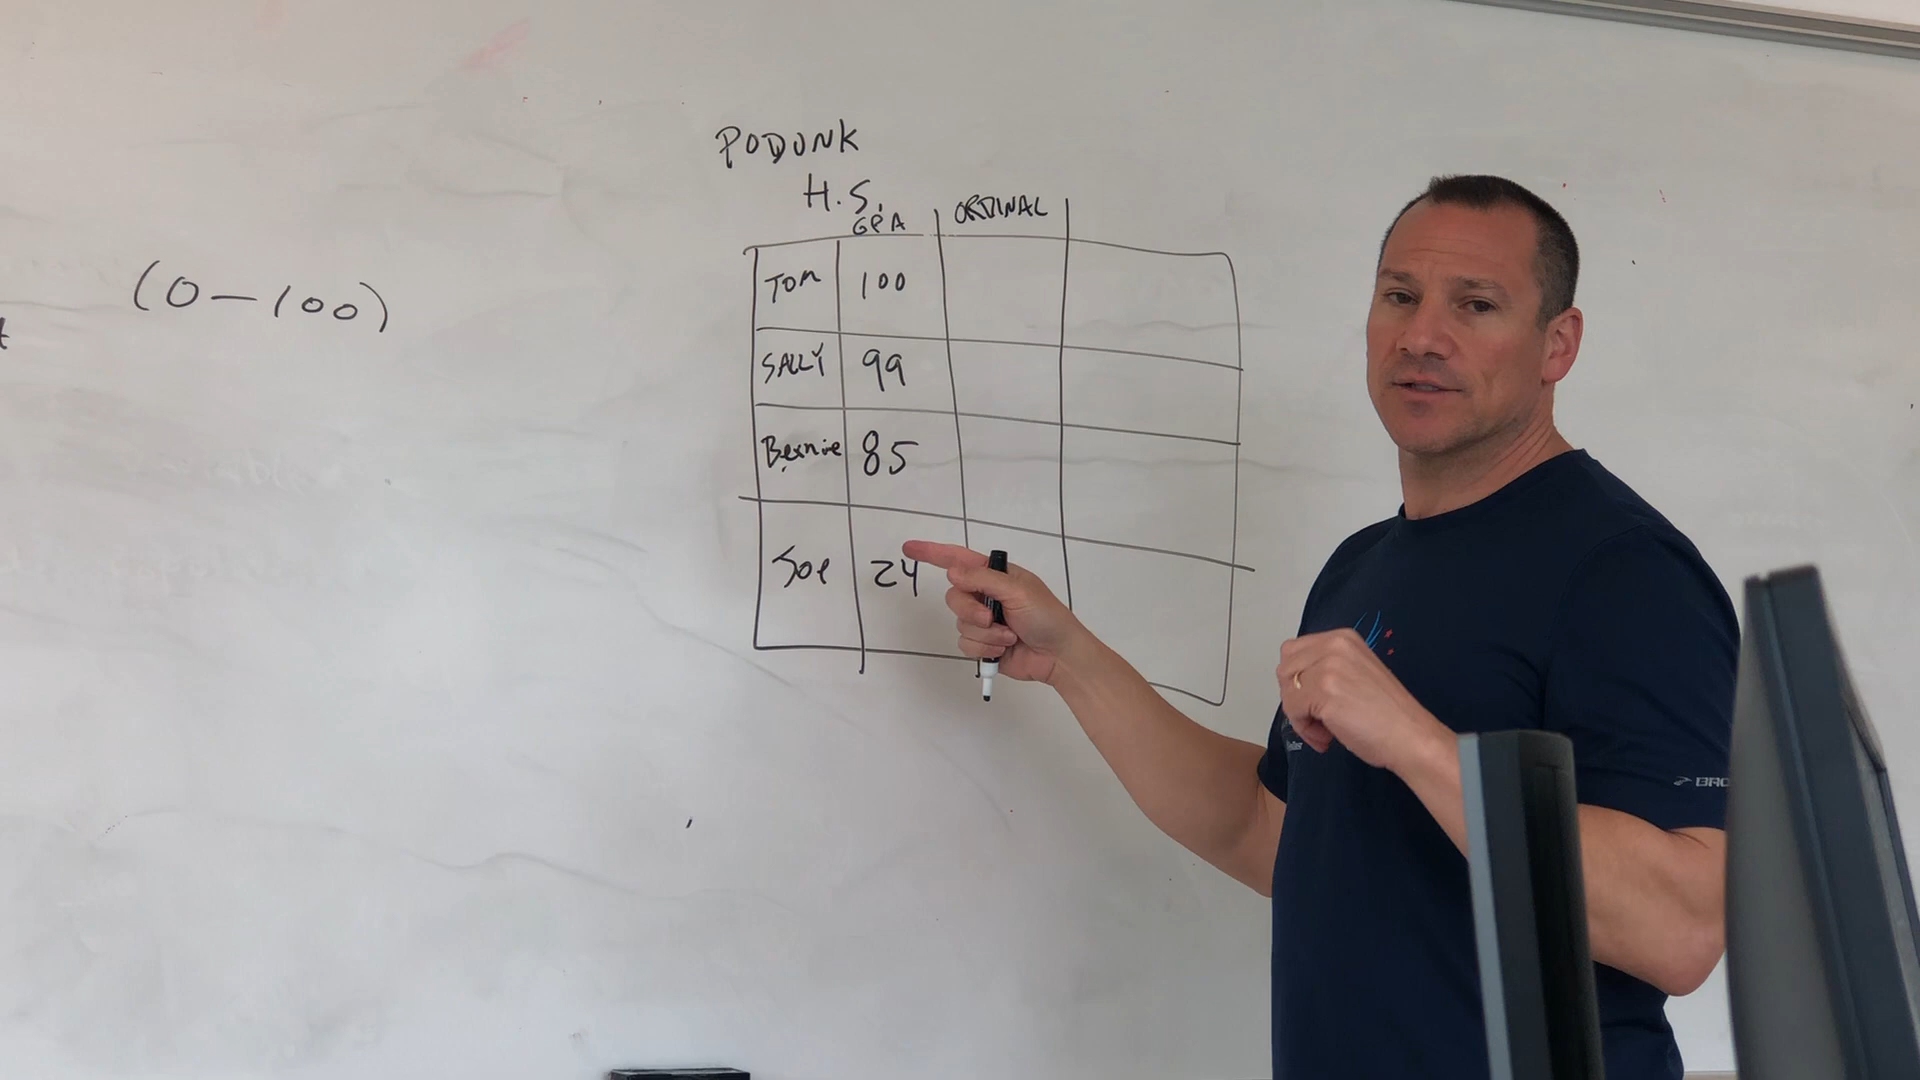 (0-100)
PODUNK
H.S.
GPA ORDINAL
TOM 100
SALLY 99
Bernie 85
Joe 24